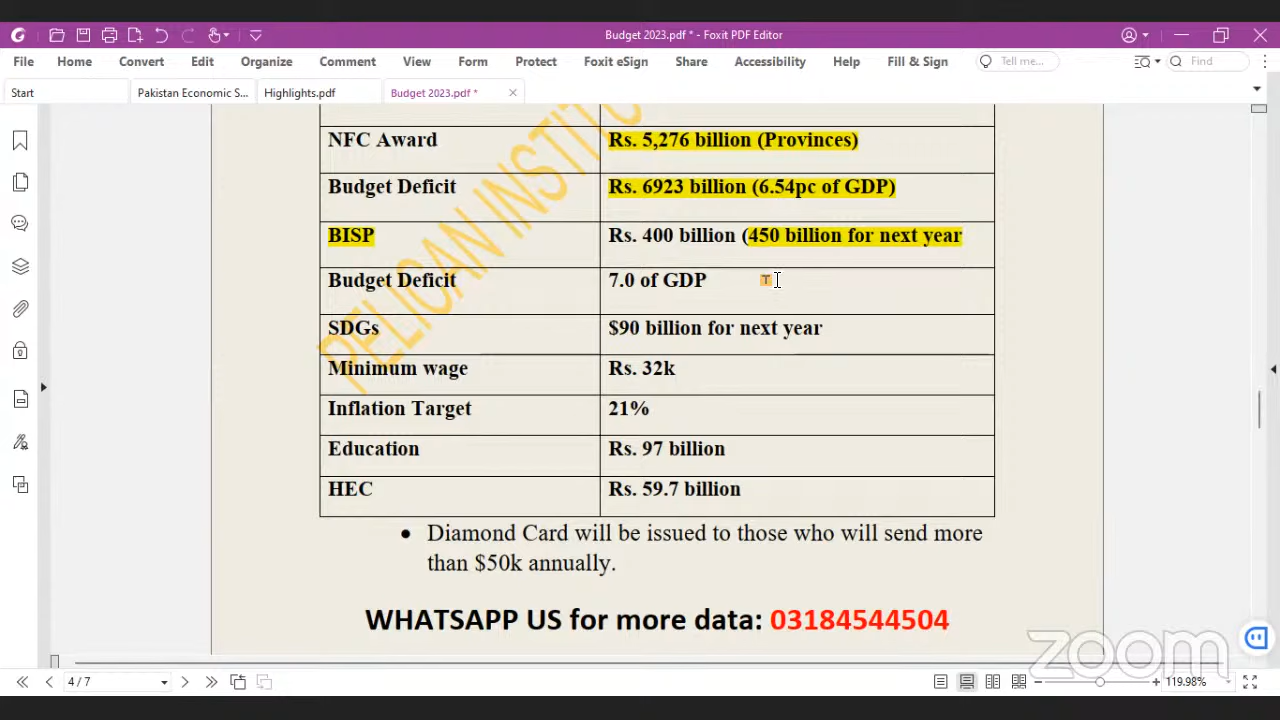 Budget 2023.pdf * - Foxit PDF Editor
File Home Convert Edit Organize Comment View Form Protect Foxit eSign Share Accessibility Help Fill & Sign Tell me... Find
Start Pakistan Economic S... Highlights.pdf Budget 2023.pdf *
NFC Award Rs. 5,276 billion (Provinces)
Budget Deficit Rs. 6923 billion (6.54pc of GDP)
BISP Rs. 400 billion (450 billion for next year
Budget Deficit 7.0 of GDP
SDGs $90 billion for next year
Minimum wage Rs. 32k
Inflation Target 21%
Education Rs. 97 billion
HEC Rs. 59.7 billion
PELICAN INSTITU
• Diamond Card will be issued to those who will send more
than $50k annually.
WHATSAPP US for more data: 03184544504
zoom
4 / 7 119.98%